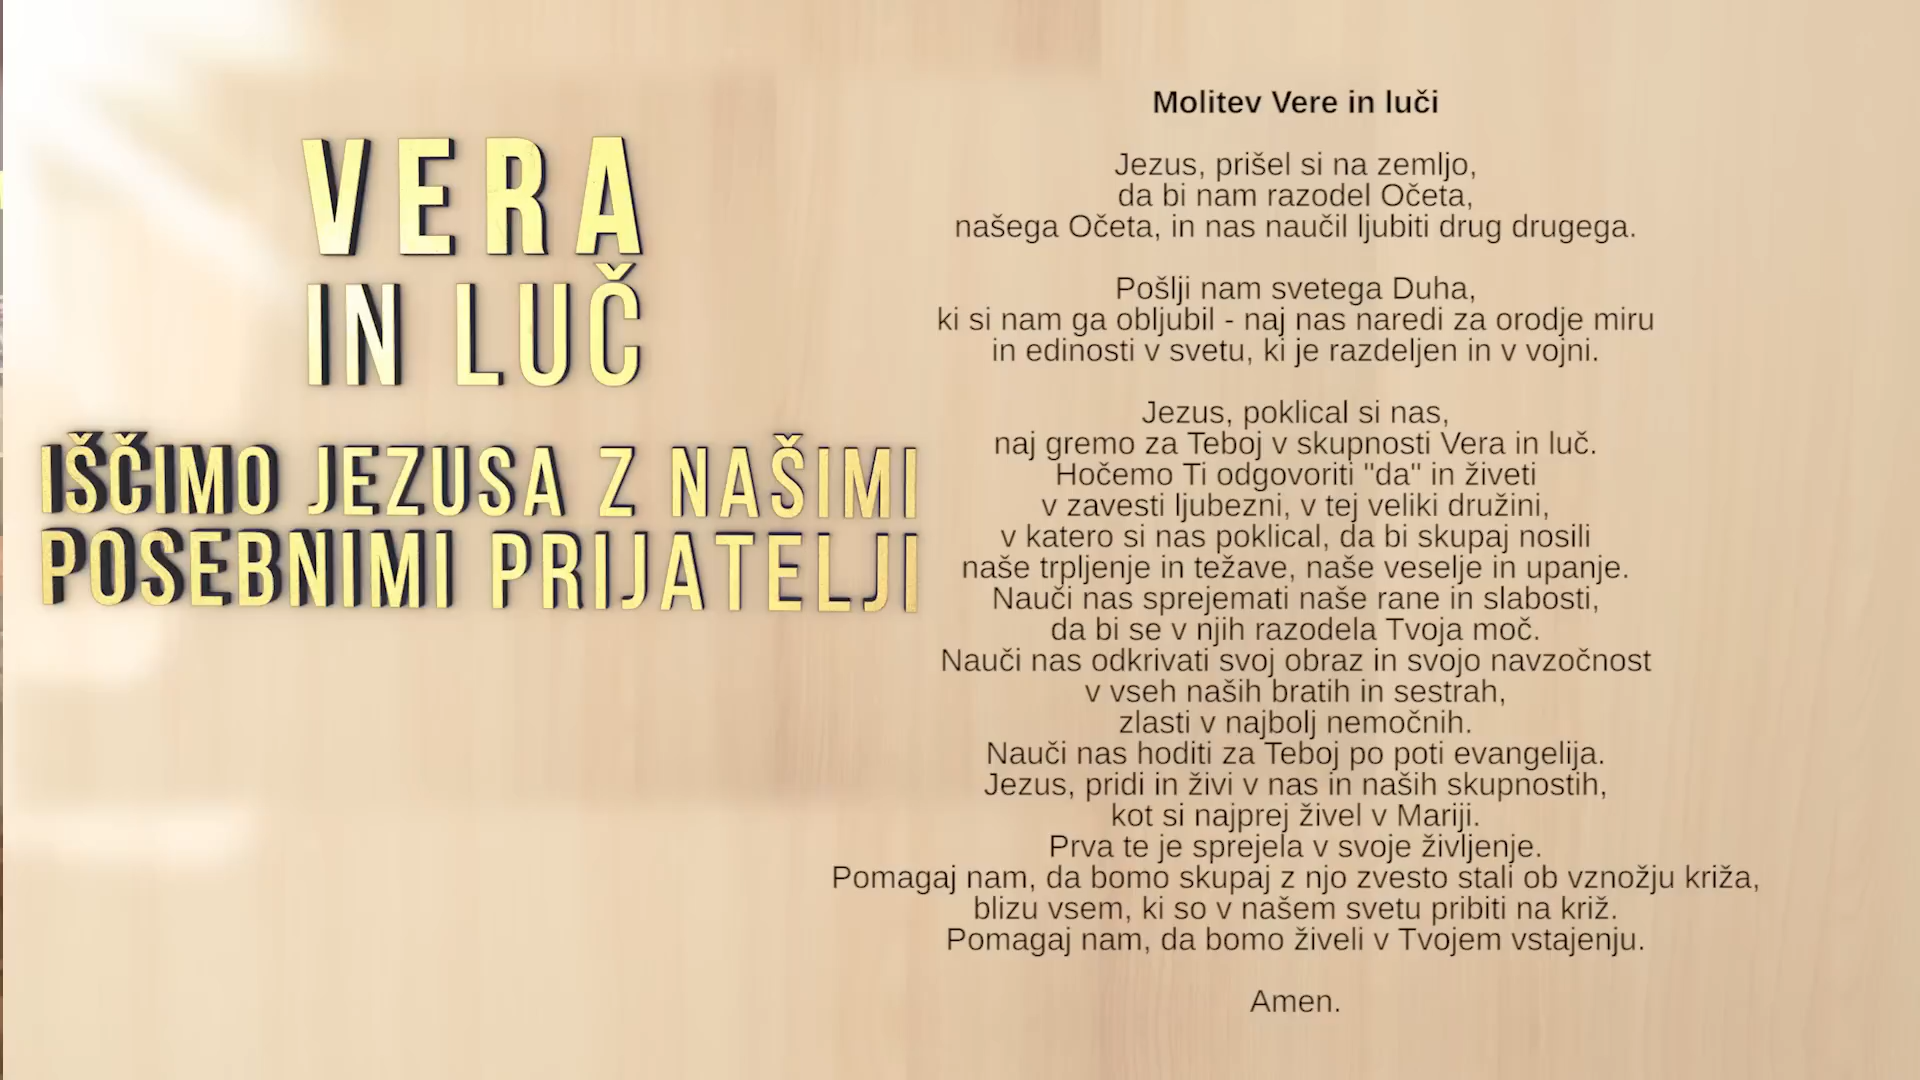 VERA
IN LUČ
IŠČIMO JEZUSA Z NAŠIMI
POSEBNIMI PRIJATELJI
Molitev Vere in luči
Jezus, prišel si na zemljo,
da bi nam razodel Očeta,
našega Očeta, in nas naučil ljubiti drug drugega.
Pošlji nam svetega Duha,
ki si nam ga obljubil - naj nas naredi za orodje miru
in edinosti v svetu, ki je razdeljen in v vojni.
Jezus, poklical si nas,
naj gremo za Teboj v skupnosti Vera in luč.
Hočemo Ti odgovoriti "da" in živeti
v zavesti ljubezni, v tej veliki družini,
v katero si nas poklical, da bi skupaj nosili
naše trpljenje in težave, naše veselje in upanje.
Nauči nas sprejemati naše rane in slabosti,
da bi se v njih razodela Tvoja moč.
Nauči nas odkrivati svoj obraz in svojo navzočnost
v vseh naših bratih in sestrah,
zlasti v najbolj nemočnih.
Nauči nas hoditi za Teboj po poti evangelija.
Jezus, pridi in živi v nas in naših skupnostih,
kot si najprej živel v Mariji.
Prva te je sprejela v svoje življenje.
Pomagaj nam, da bomo skupaj z njo zvesto stali ob vznožju križa,
blizu vsem, ki so v našem svetu pribiti na križ.
Pomagaj nam, da bomo živeli v Tvojem vstajenju.
Amen.